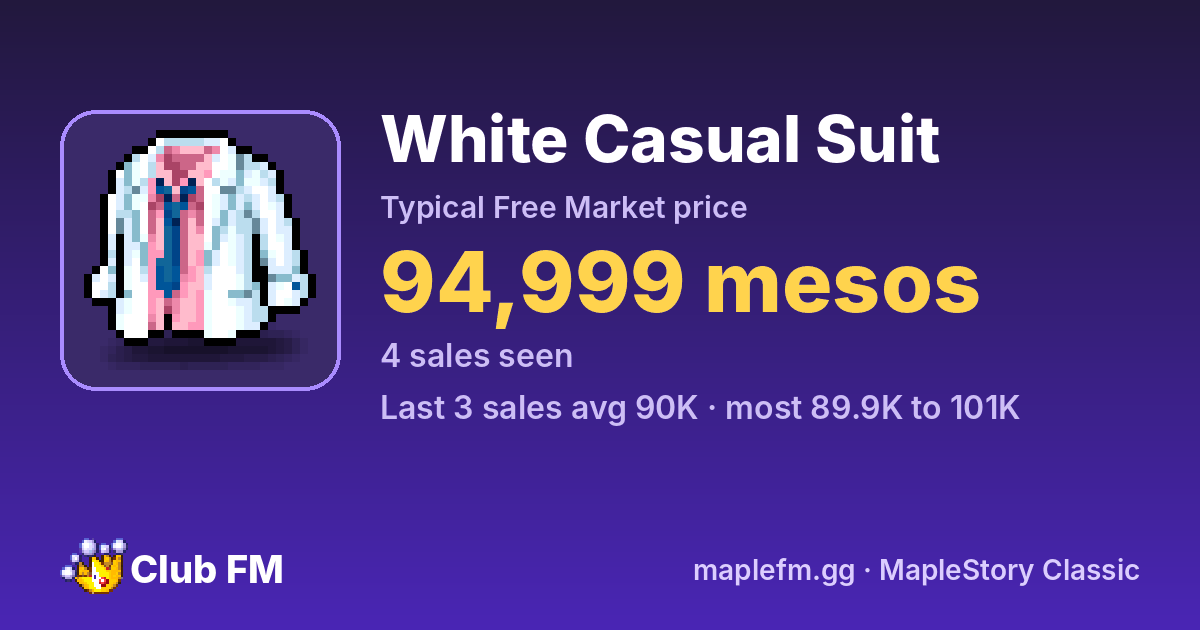 White Casual Suit
Typical Free Market price
94,999 mesos
4 sales seen
Last 3 sales avg 90K · most 89.9K to 101K
Club FM
maplefm.gg · MapleStory Classic